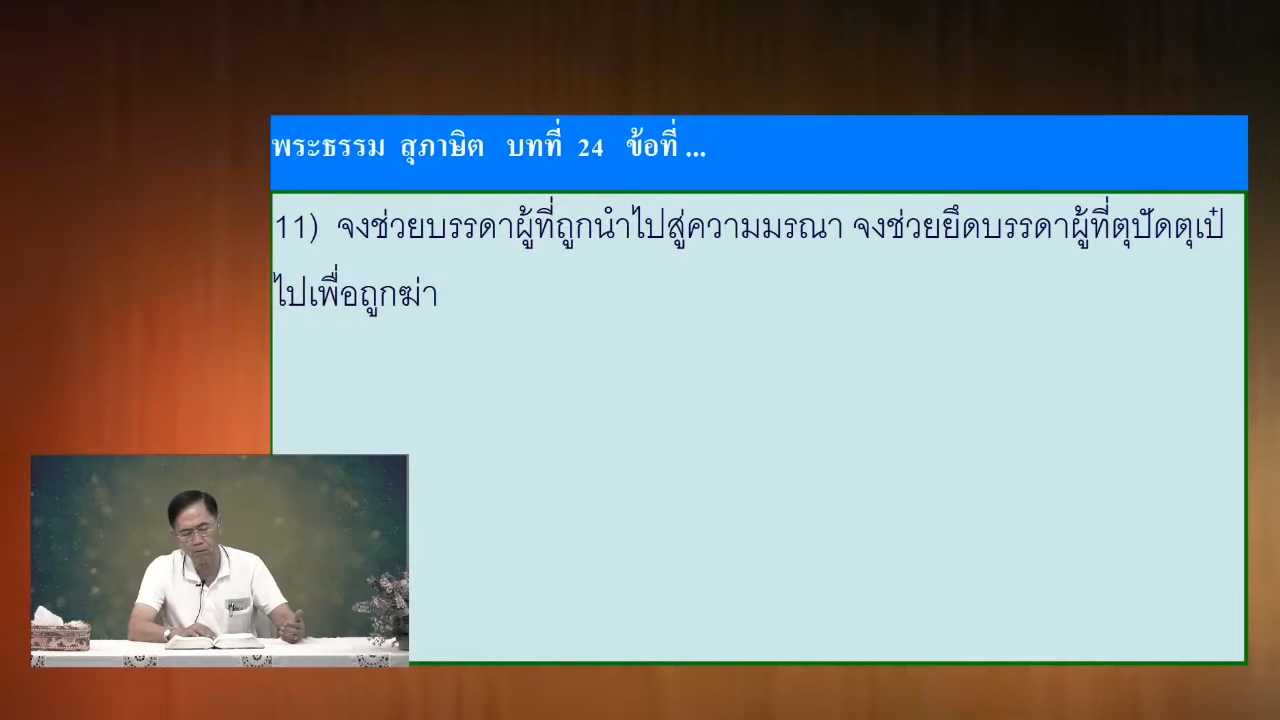 พระธรรม สุภาษิต บทที่ 24 ข้อที่ ...
11) จงช่วยบรรดาผู้ที่ถูกนำไปสู่ความมรณา จงช่วยยึดบรรดาผู้ที่ตุปัดตุเป๋
ไปเพื่อถูกฆ่า